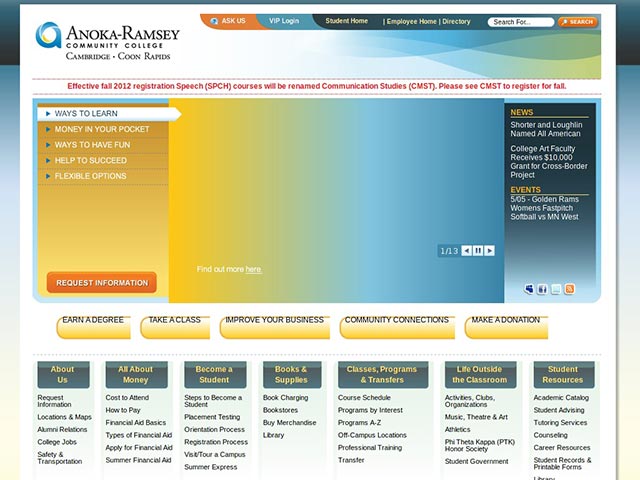 ANOKA-RAMSEY
COMMUNITY COLLEGE
CAMBRIDGE • COON RAPIDS
ASK US
VIP Login
Student Home
| Employee Home | Directory
Search For...
SEARCH
Effective fall 2012 registration Speech (SPCH) courses will be renamed Communication Studies (CMST). Please see CMST to register for fall.
WAYS TO LEARN
MONEY IN YOUR POCKET
WAYS TO HAVE FUN
HELP TO SUCCEED
FLEXIBLE OPTIONS
REQUEST INFORMATION
Find out more here.
1/13
NEWS
Shorter and Loughlin
Named All American
College Art Faculty
Receives $10,000
Grant for Cross-Border
Project
EVENTS
5/05 - Golden Rams
Womens Fastpitch
Softball vs MN West
EARN A DEGREE
TAKE A CLASS
IMPROVE YOUR BUSINESS
COMMUNITY CONNECTIONS
MAKE A DONATION
About
Us
Request
Information
Locations & Maps
Alumni Relations
College Jobs
Safety &
Transportation
All About
Money
Cost to Attend
How to Pay
Financial Aid Basics
Types of Financial Aid
Apply for Financial Aid
Summer Financial Aid
Become a
Student
Steps to Become a
Student
Placement Testing
Orientation Process
Registration Process
Visit/Tour a Campus
Summer Express
Books &
Supplies
Book Charging
Bookstores
Buy Merchandise
Library
Classes, Programs
& Transfers
Course Schedule
Programs by Interest
Programs A-Z
Off-Campus Locations
Professional Training
Transfer
Life Outside
the Classroom
Activities, Clubs,
Organizations
Music, Theatre & Art
Athletics
Phi Theta Kappa (PTK)
Honor Society
Student Government
Student
Resources
Academic Catalog
Student Advising
Tutoring Services
Counseling
Career Resources
Student Records &
Printable Forms
Library